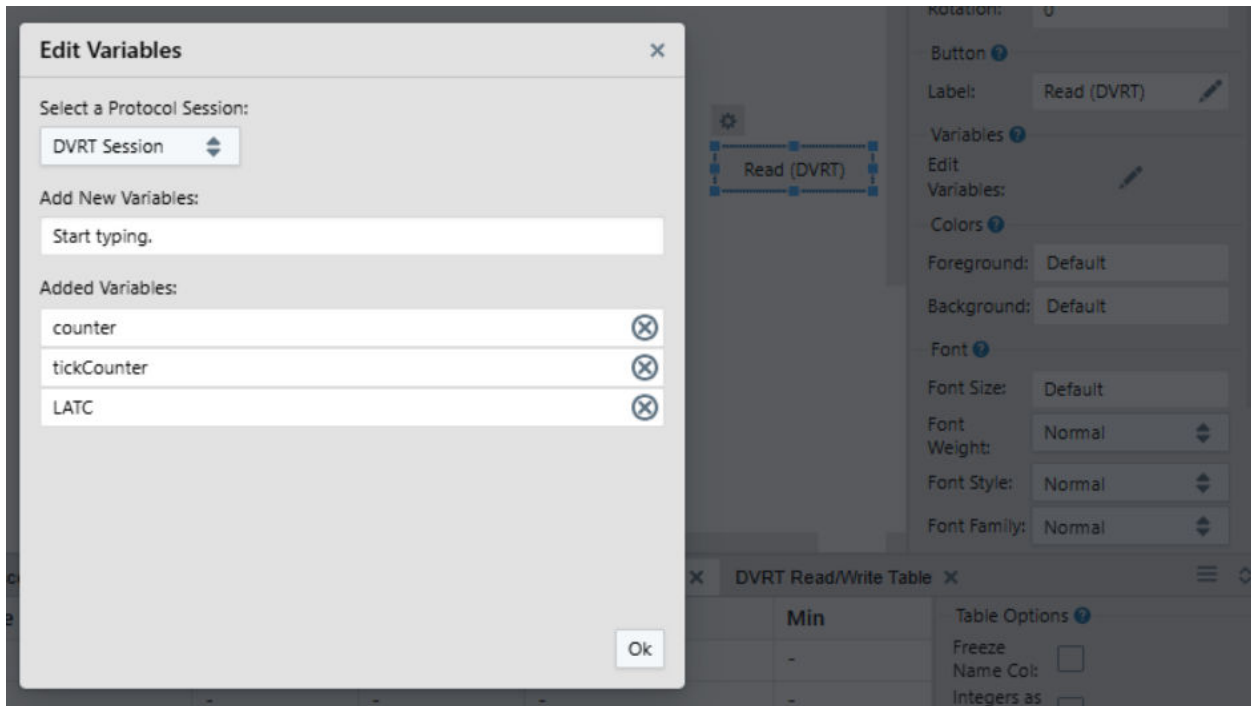 Edit Variables
Select a Protocol Session:
DVRT Session
Add New Variables:
Start typing.
Added Variables:
counter
tickCounter
LATC
Ok
Read (DVRT)
Rotation: 0
Button
Label: Read (DVRT)
Variables
Edit
Variables:
Colors
Foreground: Default
Background: Default
Font
Font Size: Default
Font
Weight: Normal
Font Style: Normal
Font Family: Normal
DVRT Read/Write Table
Min
-
-
- - -
Table Options
Freeze
Name Col:
Integers as